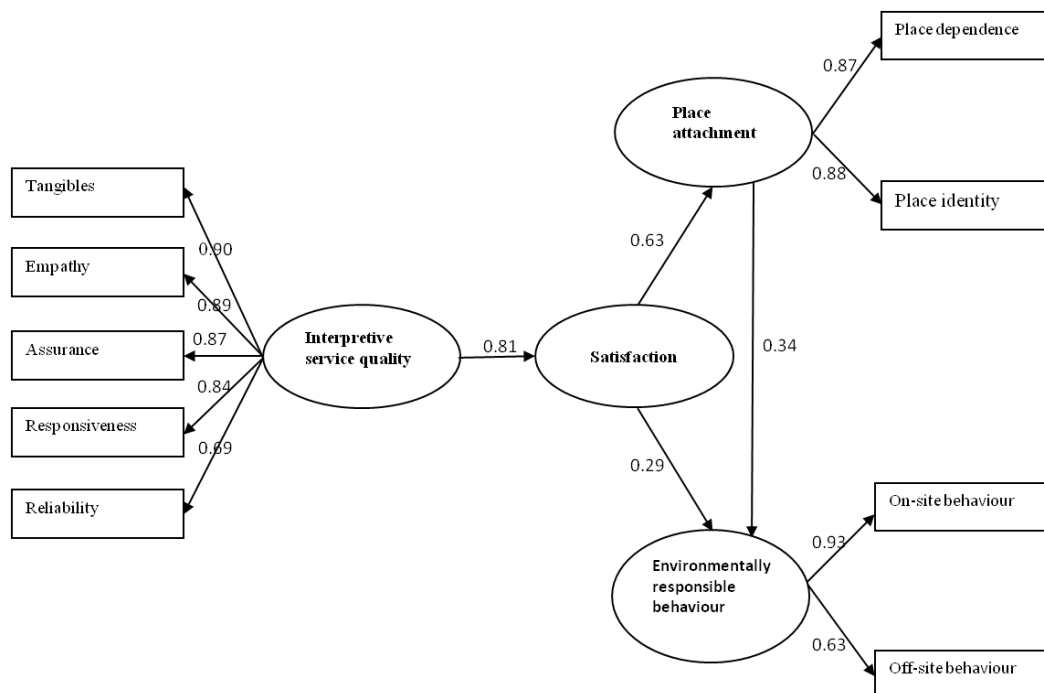 Place dependence
0.87
Place
attachment
0.88
Place identity
Tangibles
0.90
Empathy
0.89
0.63
Assurance
0.87
Interpretive
service quality
0.81
Satisfaction
0.34
0.84
Responsiveness
0.69
0.29
Reliability
On-site behaviour
0.93
Environmentally
responsible
behaviour
0.63
Off-site behaviour